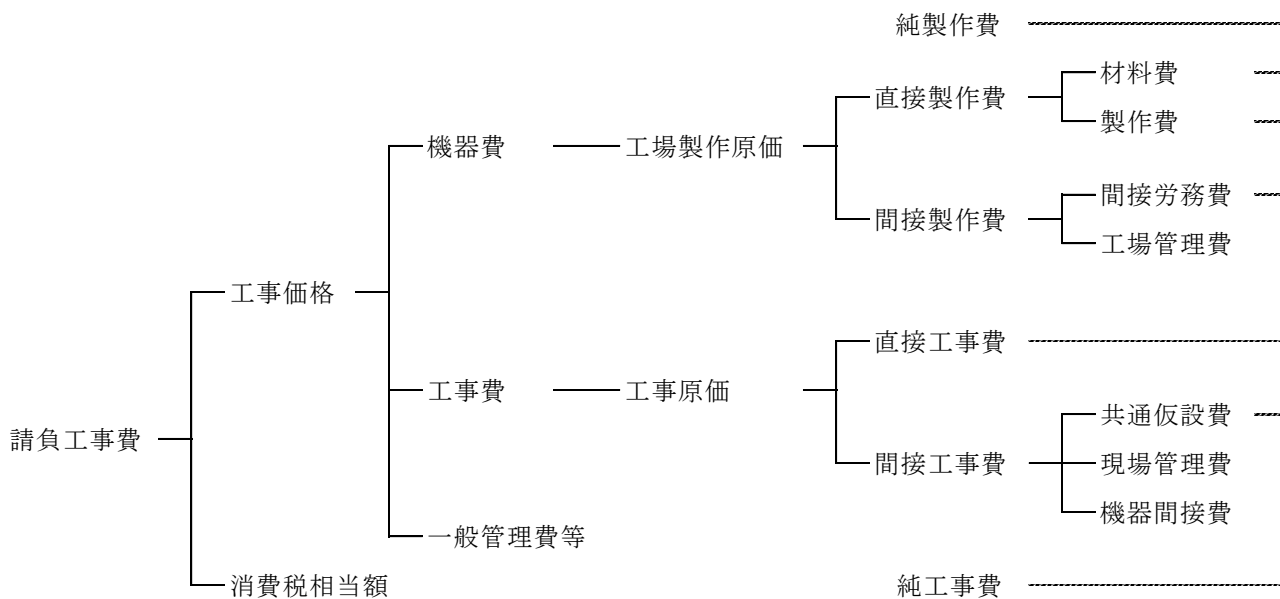 純製作費
材料費
直接製作費
製作費
機器費 工場製作原価
間接労務費
間接製作費
工場管理費
工事価格
直接工事費
工事費 工事原価
共通仮設費
請負工事費
間接工事費 現場管理費
機器間接費
一般管理費等
消費税相当額 純工事費